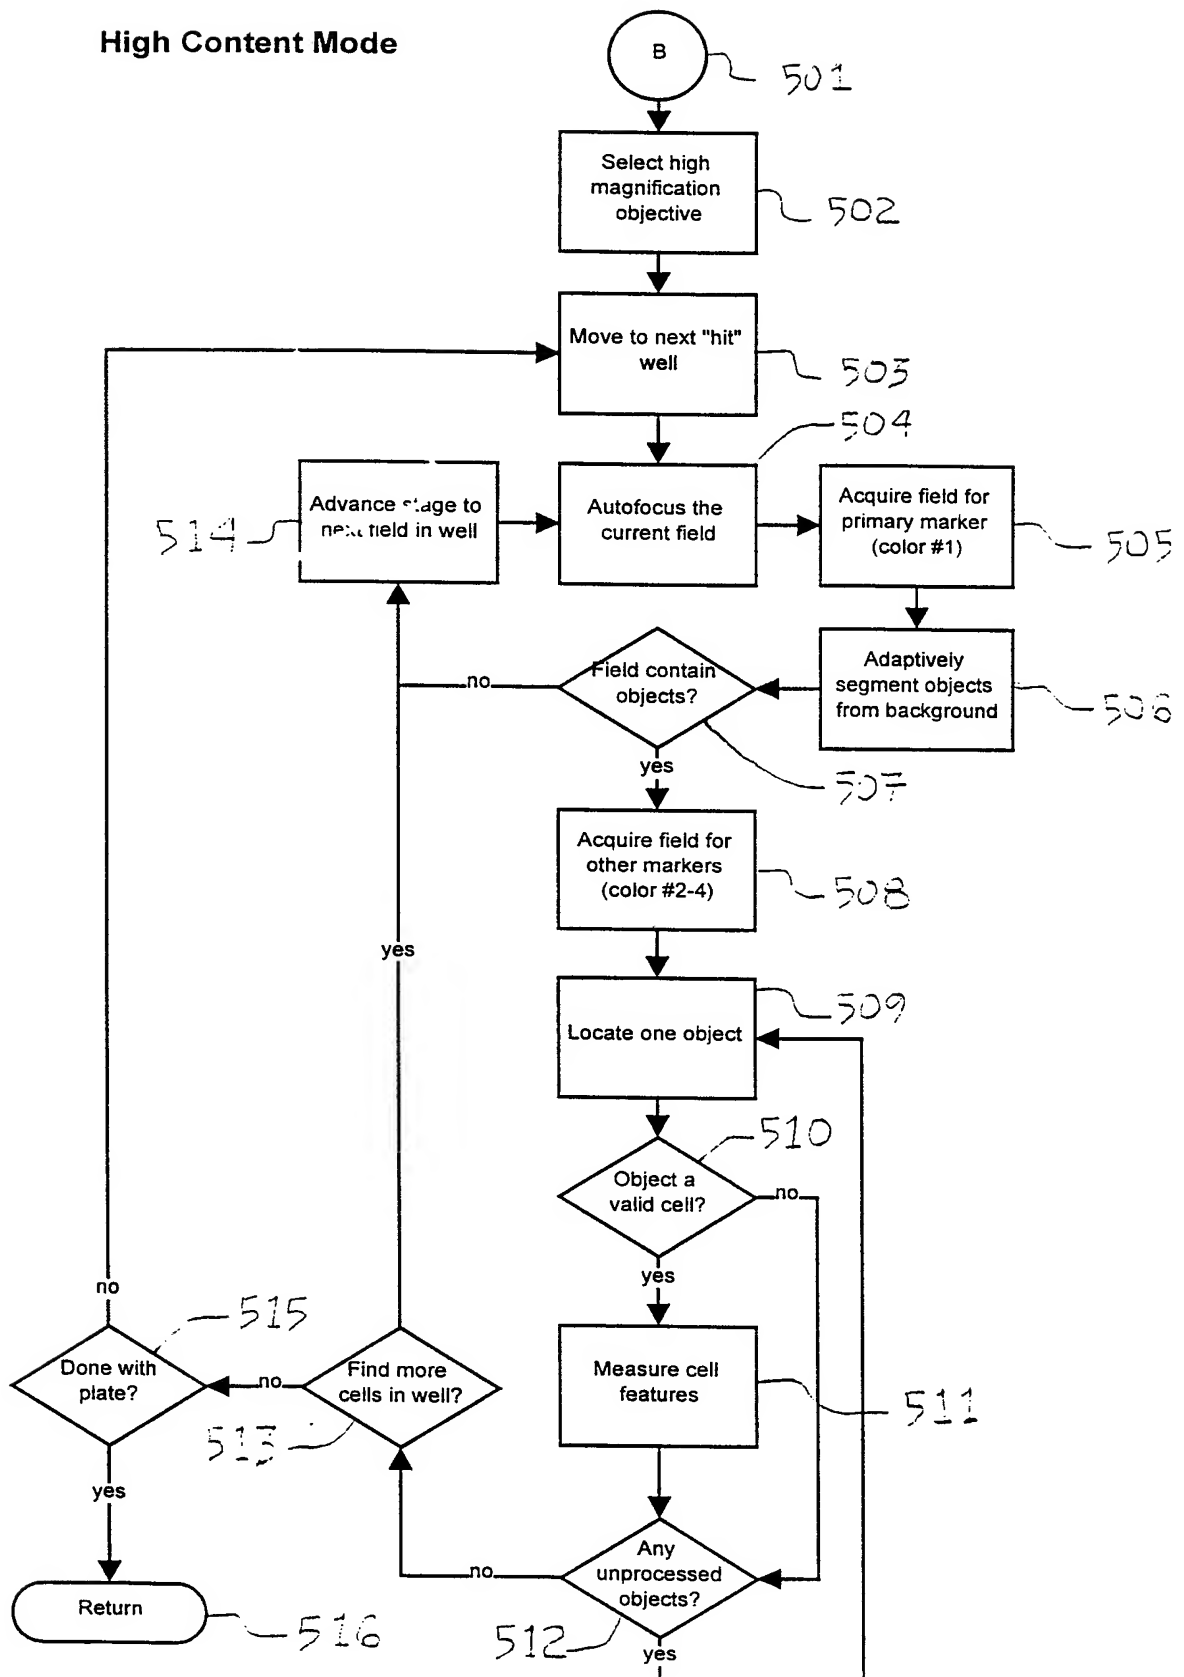 High Content Mode
B
501
Select high
magnification
objective
502
Move to next "hit"
well
503
504
Advance stage to
next field in well
514
Autofocus the
current field
Acquire field for
primary marker
(color #1)
505
Field contain
objects?
no
yes
507
Adaptively
segment objects
from background
506
Acquire field for
other markers
(color #2-4)
508
yes
Locate one object
509
510
Object a
valid cell?
no
yes
no
515
Done with
plate?
no
Find more
cells in well?
513
Measure cell
features
511
yes
Any
unprocessed
objects?
no
512
yes
Return
516